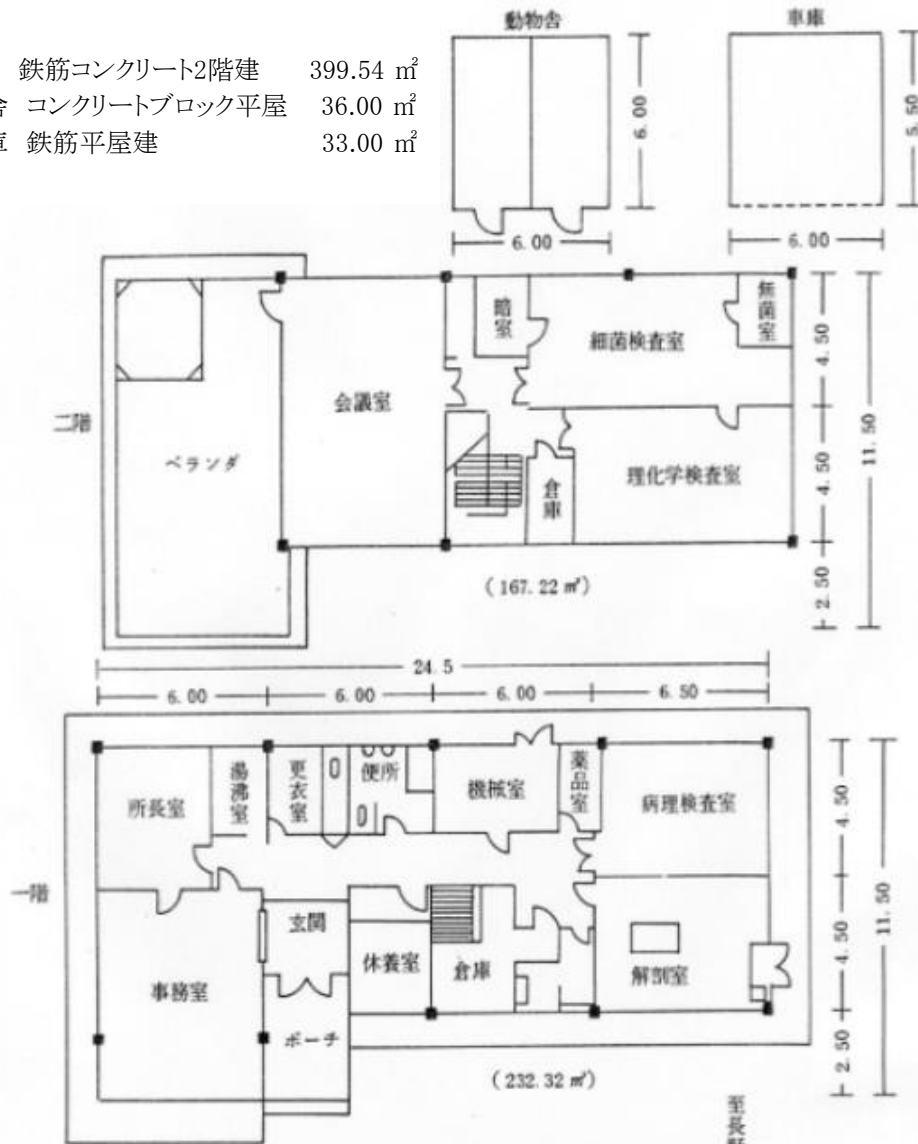 鉄筋コンクリート2階建 399.54 ㎡
舎 コンクリートブロック平屋 36.00 ㎡
庫 鉄筋平屋建 33.00 ㎡
動物舎
6.00
6.00
車庫
5.50
6.00
二階
ベランダ
会議室
暗室
細菌検査室
無菌室
理化学検査室
倉庫
4.50
4.50
2.50
11.50
(167.22 ㎡)
24.5
6.00
6.00
6.00
6.50
一階
所長室
湯沸室
更衣室
便所
機械室
薬品室
病理検査室
事務室
玄関
ポーチ
休養室
倉庫
解剖室
4.50
4.50
2.50
11.50
(232.32 ㎡)
至長